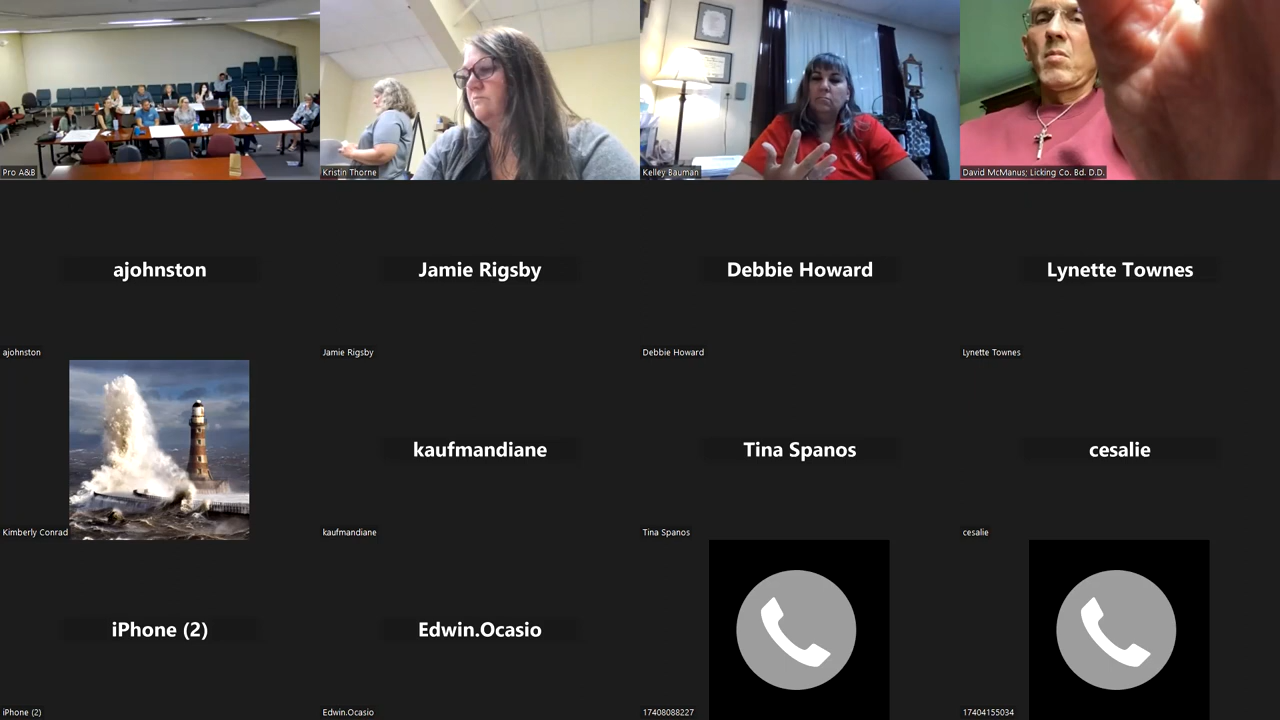 Pro A&B
Kristin Thorne
Kelley Bauman
David McManus; Licking Co. Bd. D.D.
ajohnston
Jamie Rigsby
Debbie Howard
Lynette Townes
ajohnston
Jamie Rigsby
Debbie Howard
Lynette Townes
kaufmandiane
Tina Spanos
cesalie
Kimberly Conrad
kaufmandiane
Tina Spanos
cesalie
iPhone (2)
Edwin.Ocasio
iPhone (2)
Edwin.Ocasio
17408088227
17404155034